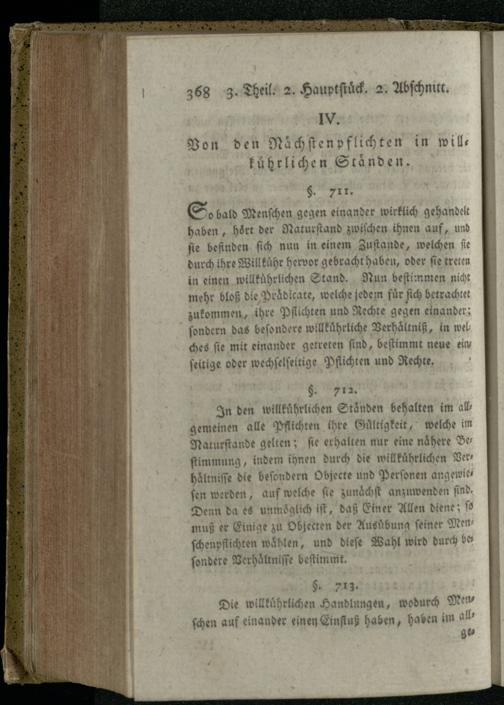 368 3. Theil. 2. Hauptstück. 2. Abschnitt.
IV.
Von den Nächstenpflichten in will-
kührlichen Ständen.
§. 711.
Sobald Menschen gegen einander wirklich gehandelt
haben, hört der Naturstand zwischen ihnen auf, und
sie befinden sich nun in einem Zustande, welchen sie
durch ihre Willkühr hervor gebracht haben, oder sie treten
in einen willkührlichen Stand. Nun bestimmen nicht
mehr bloß die Prädicate, welche jedem für sich betrachtet
zukommen, ihre Pflichten und Rechte gegen einander;
sondern das besondere willkührliche Verhältniß, in wel-
ches sie mit einander getreten sind, bestimmt neue ein-
seitige oder wechselseitige Pflichten und Rechte.
§. 712.
In den willkührlichen Ständen behalten im all-
gemeinen alle Pflichten ihre Gültigkeit, welche im
Naturstande gelten; sie erhalten nur eine nähere Be-
stimmung, indem ihnen durch die willkührlichen Ver-
hältnisse die besondern Objecte und Personen angewie-
sen werden, auf welche sie zunächst anzuwenden sind.
Denn da es unmöglich ist, daß Einer Allen diene; so
muß er Einige zu Objecten der Ausübung seiner Men-
schenpflichten wählen, und diese Wahl wird durch be-
sondere Verhältnisse bestimmt.
§. 713.
Die willkührlichen Handlungen, wodurch Men-
schen auf einander einen Einfluß haben, haben im all-
ge-